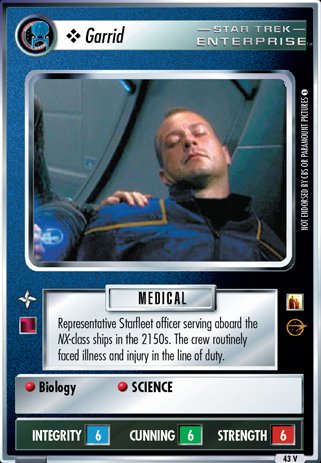 ❖ Garrid
STAR TREK
ENTERPRISE™
NOT ENDORSED BY CBS OR PARAMOUNT PICTURES
MEDICAL
Representative Starfleet officer serving aboard the
NX-class ships in the 2150s. The crew routinely
faced illness and injury in the line of duty.
Biology SCIENCE
INTEGRITY 6 CUNNING 6 STRENGTH 6
43 V